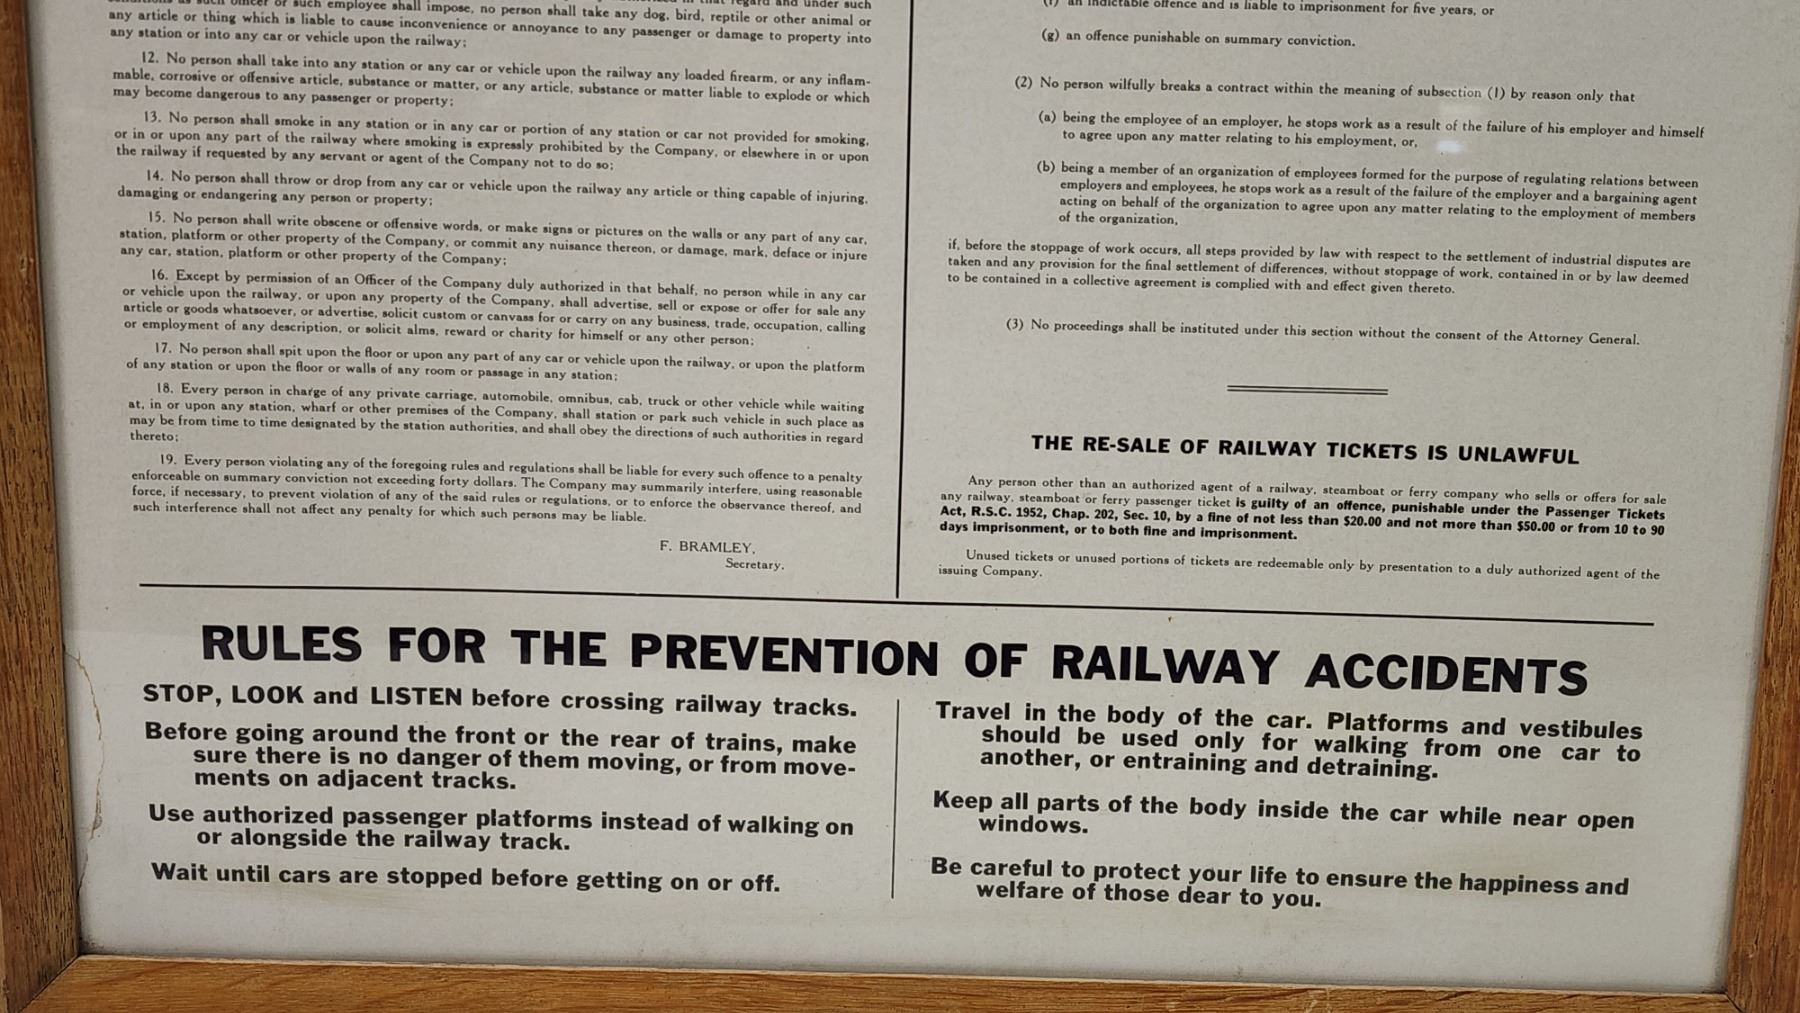 conditions as such officer or such employee shall impose, no person shall take any dog, bird, reptile or other animal or
any article or thing which is liable to cause inconvenience or annoyance to any passenger or damage to property into
any station or into any car or vehicle upon the railway;
12. No person shall take into any station or any car or vehicle upon the railway any loaded firearm, or any inflam-
mable, corrosive or offensive article, substance or matter, or any article, substance or matter liable to explode or which
may become dangerous to any passenger or property;
13. No person shall smoke in any station or in any car or portion of any station or car not provided for smoking,
or in or upon any part of the railway where smoking is expressly prohibited by the Company, or elsewhere in or upon
the railway if requested by any servant or agent of the Company not to do so;
14. No person shall throw or drop from any car or vehicle upon the railway any article or thing capable of injuring,
damaging or endangering any person or property;
15. No person shall write obscene or offensive words, or make signs or pictures on the walls or any part of any car,
station, platform or other property of the Company, or commit any nuisance thereon, or damage, mark, deface or injure
any car, station, platform or other property of the Company;
16. Except by permission of an Officer of the Company duly authorized in that behalf, no person while in any car
or vehicle upon the railway, or upon any property of the Company, shall advertise, sell or expose or offer for sale any
article or goods whatsoever, or advertise, solicit custom or canvass for or carry on any business, trade, occupation, calling
or employment of any description, or solicit alms, reward or charity for himself or any other person;
17. No person shall spit upon the floor or upon any part of any car or vehicle upon the railway, or upon the platform
of any station or upon the floor or walls of any room or passage in any station;
18. Every person in charge of any private carriage, automobile, omnibus, cab, truck or other vehicle while waiting
at, in or upon any station, wharf or other premises of the Company, shall station or park such vehicle in such place as
may be from time to time designated by the station authorities, and shall obey the directions of such authorities in regard
thereto;
19. Every person violating any of the foregoing rules and regulations shall be liable for every such offence to a penalty
enforceable on summary conviction not exceeding forty dollars. The Company may summarily interfere, using reasonable
force, if necessary, to prevent violation of any of the said rules or regulations, or to enforce the observance thereof, and
such interference shall not affect any penalty for which such persons may be liable.
F. BRAMLEY,
Secretary.
(f) an indictable offence and is liable to imprisonment for five years, or
(g) an offence punishable on summary conviction.
(2) No person wilfully breaks a contract within the meaning of subsection (1) by reason only that
(a) being the employee of an employer, he stops work as a result of the failure of his employer and himself
to agree upon any matter relating to his employment, or,
(b) being a member of an organization of employees formed for the purpose of regulating relations between
employers and employees, he stops work as a result of the failure of the employer and a bargaining agent
acting on behalf of the organization to agree upon any matter relating to the employment of members
of the organization,
if, before the stoppage of work occurs, all steps provided by law with respect to the settlement of industrial disputes are
taken and any provision for the final settlement of differences, without stoppage of work, contained in or by law deemed
to be contained in a collective agreement is complied with and effect given thereto.
(3) No proceedings shall be instituted under this section without the consent of the Attorney General.
THE RE-SALE OF RAILWAY TICKETS IS UNLAWFUL
Any person other than an authorized agent of a railway, steamboat or ferry company who sells or offers for sale
any railway, steamboat or ferry passenger ticket is guilty of an offence, punishable under the Passenger Tickets
Act, R.S.C. 1952, Chap. 202, Sec. 10, by a fine of not less than $20.00 and not more than $50.00 or from 10 to 90
days imprisonment, or to both fine and imprisonment.
Unused tickets or unused portions of tickets are redeemable only by presentation to a duly authorized agent of the
issuing Company.
RULES FOR THE PREVENTION OF RAILWAY ACCIDENTS
STOP, LOOK and LISTEN before crossing railway tracks.
Before going around the front or the rear of trains, make
sure there is no danger of them moving, or from move-
ments on adjacent tracks.
Use authorized passenger platforms instead of walking on
or alongside the railway track.
Wait until cars are stopped before getting on or off.
Travel in the body of the car. Platforms and vestibules
should be used only for walking from one car to
another, or entraining and detraining.
Keep all parts of the body inside the car while near open
windows.
Be careful to protect your life to ensure the happiness and
welfare of those dear to you.